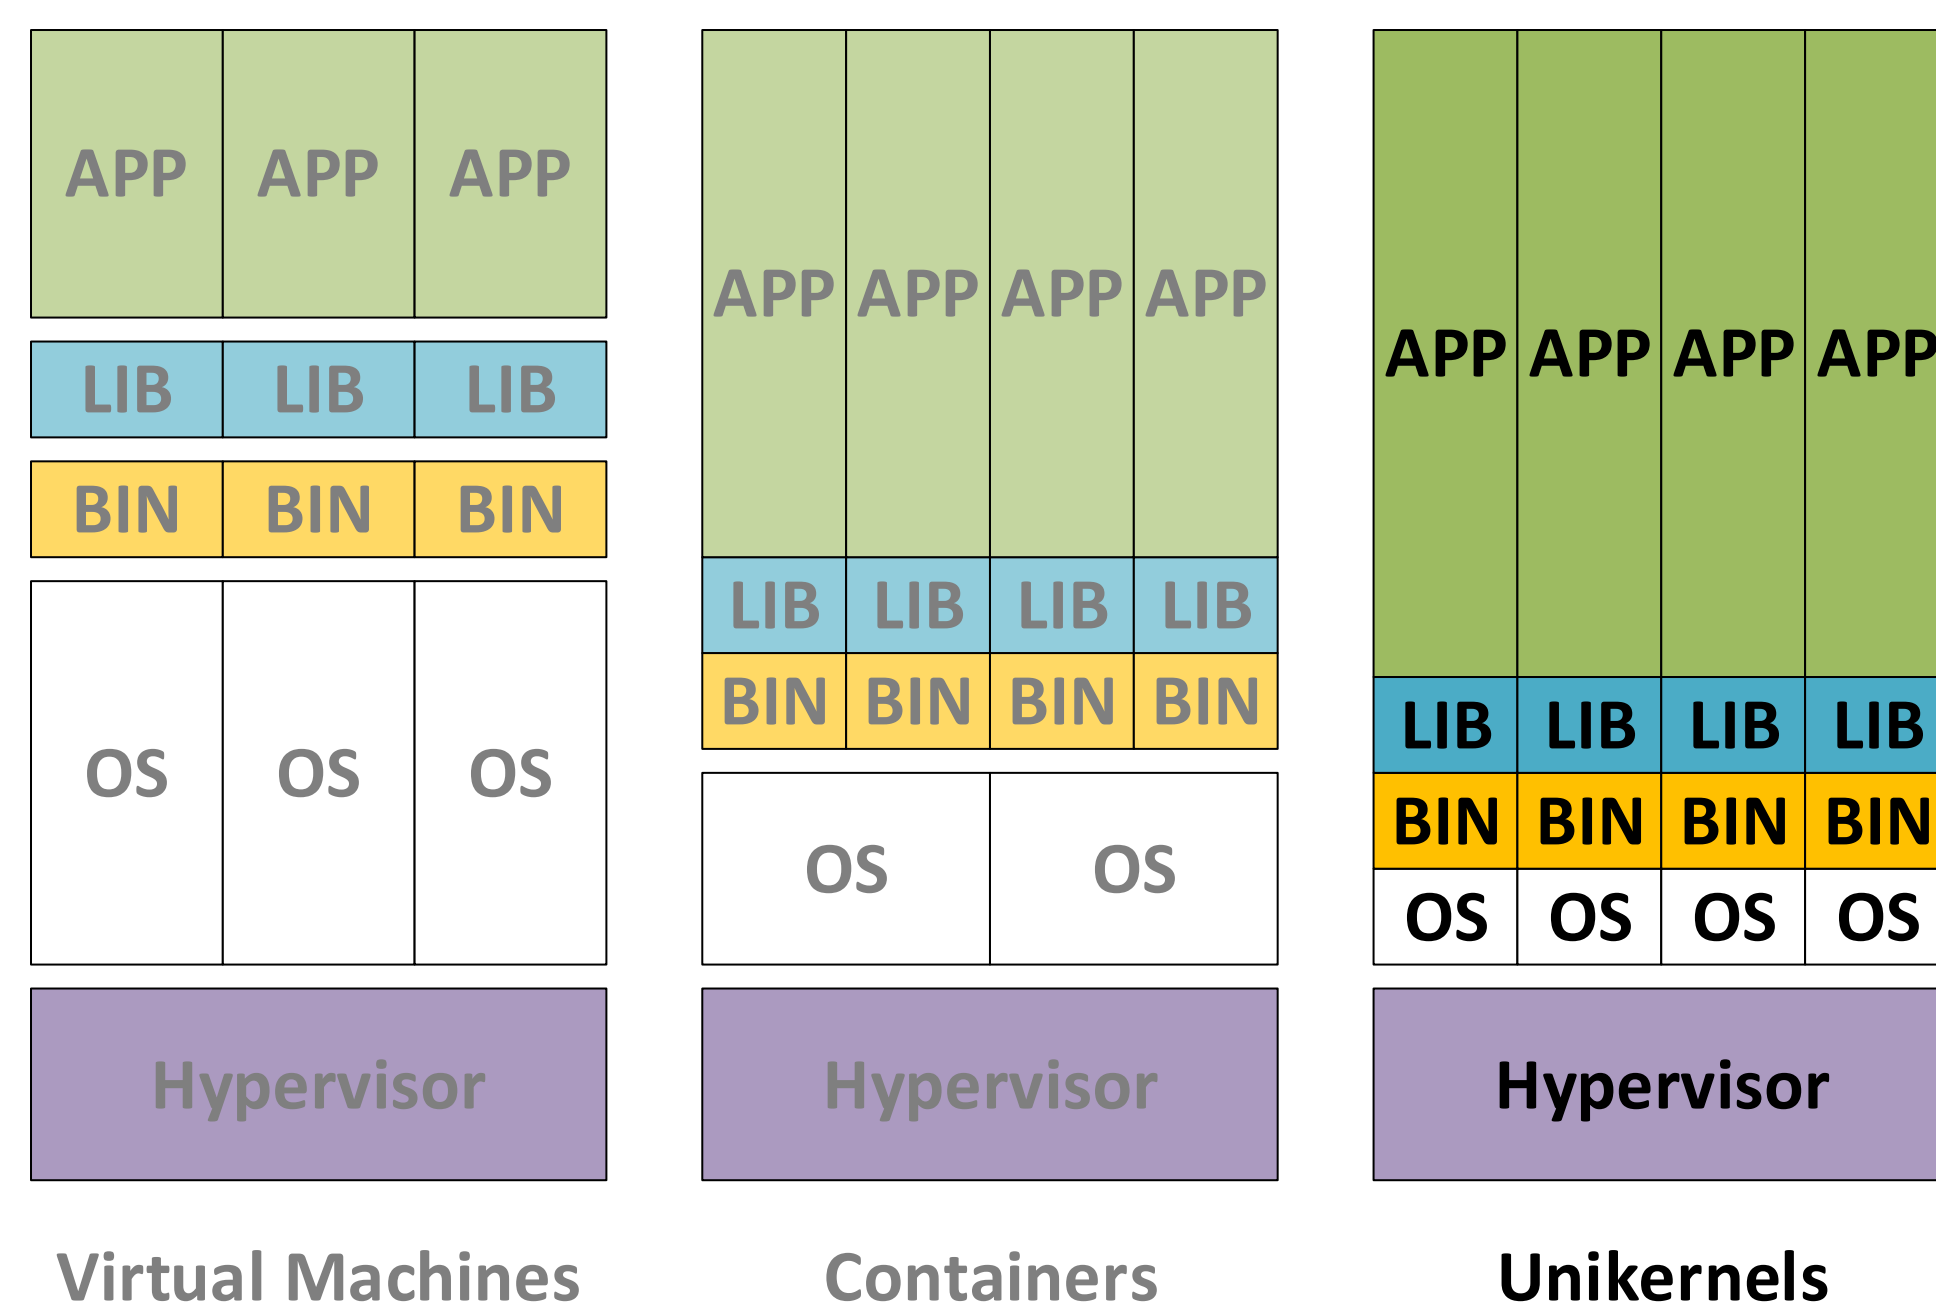 APP APP APP
LIB LIB LIB
BIN BIN BIN
OS OS OS
Hypervisor
Virtual Machines
APP APP APP APP
LIB LIB LIB LIB
BIN BIN BIN BIN
OS OS
Hypervisor
Containers
APP APP APP APP
LIB LIB LIB LIB
BIN BIN BIN BIN
OS OS OS OS
Hypervisor
Unikernels